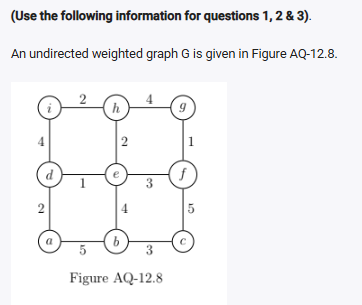 (Use the following information for questions 1, 2 & 3).
An undirected weighted graph G is given in Figure AQ-12.8.
i 2 h 4 g
4 2 1
d 1 e 3 f
2 4 5
a 5 b 3 c
Figure AQ-12.8